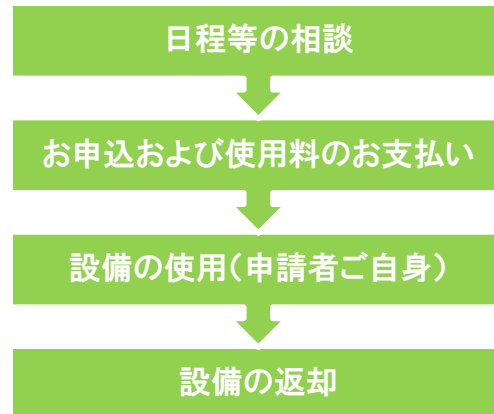 日程等の相談
お申込および使用料のお支払い
設備の使用(申請者ご自身)
設備の返却